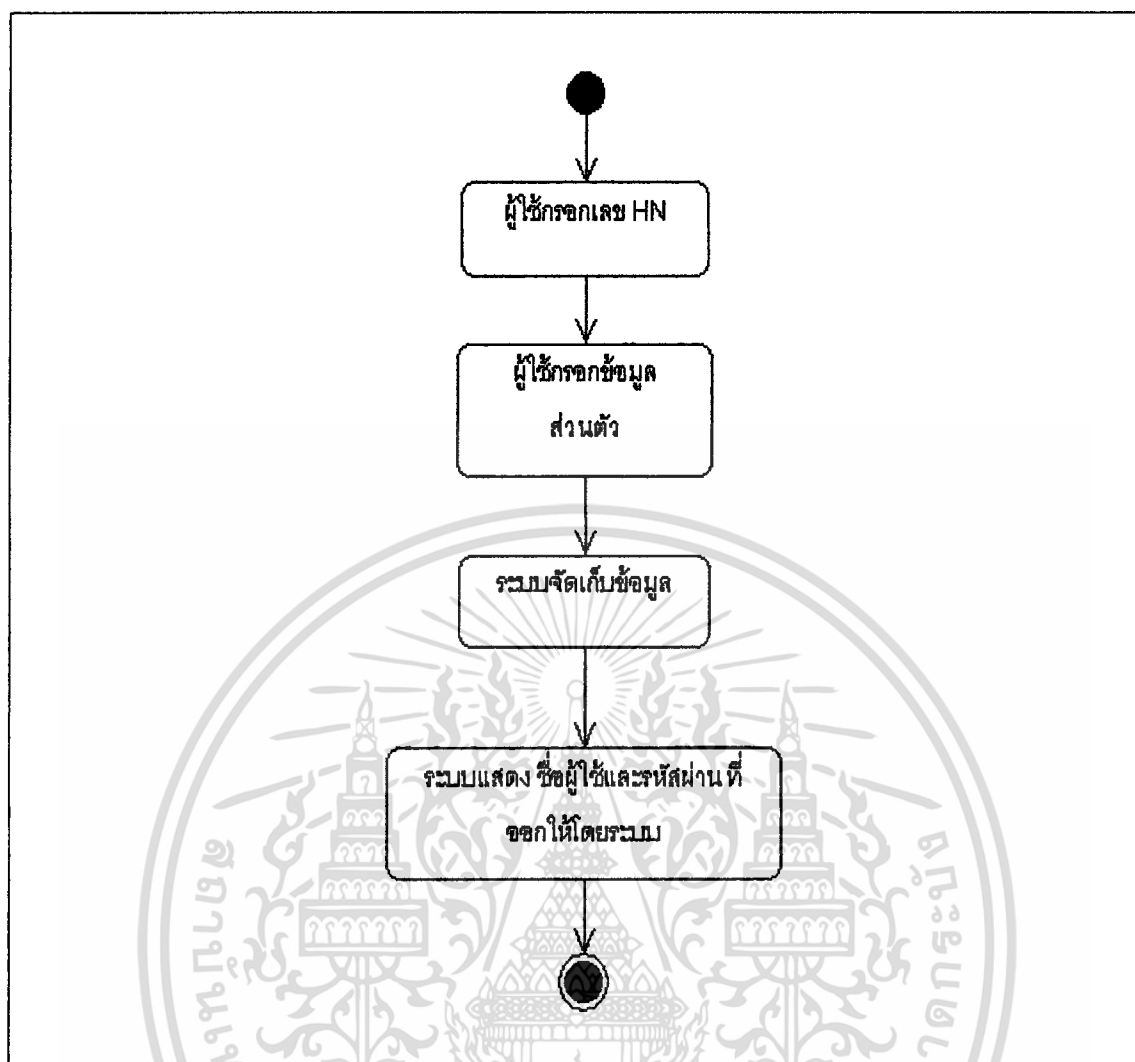 ผู้ใช้กรอกเลข HN
ผู้ใช้กรอกข้อมูล
ส่วนตัว
ระบบจัดเก็บข้อมูล
ระบบแสดง ชื่อผู้ใช้และรหัสผ่าน ที่
ออกให้โดยระบบ